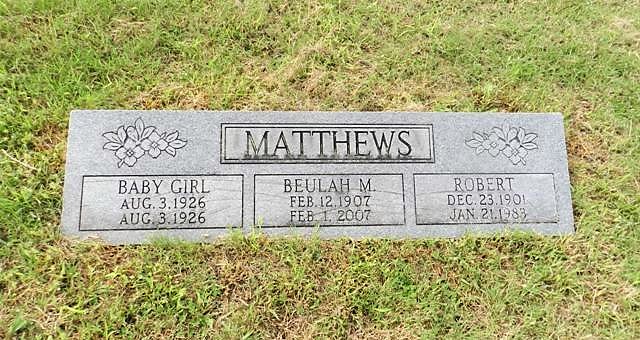 MATTHEWS
BABY GIRL
AUG. 3, 1926
AUG. 3, 1926
BEULAH M.
FEB. 12, 1907
FEB. 1, 2007
ROBERT
DEC. 23, 1901
JAN. 21, 1983